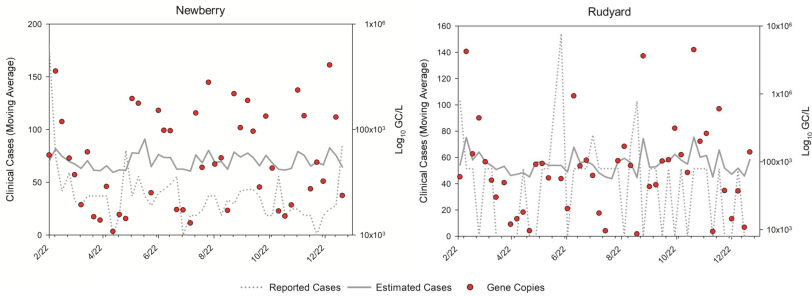 Newberry
Rudyard
Clinical Cases (Moving Average)
200
150
100
50
0
1x10⁶
100x10³
10x10³
Log₁₀ GC/L
2/22
4/22
6/22
8/22
10/22
12/22
Clinical Cases (Moving Average)
160
140
120
100
80
60
40
20
0
10x10⁶
1x10⁶
100x10³
10x10³
Log₁₀ GC/L
2/22
4/22
6/22
8/22
10/22
12/22
Reported Cases Estimated Cases Gene Copies